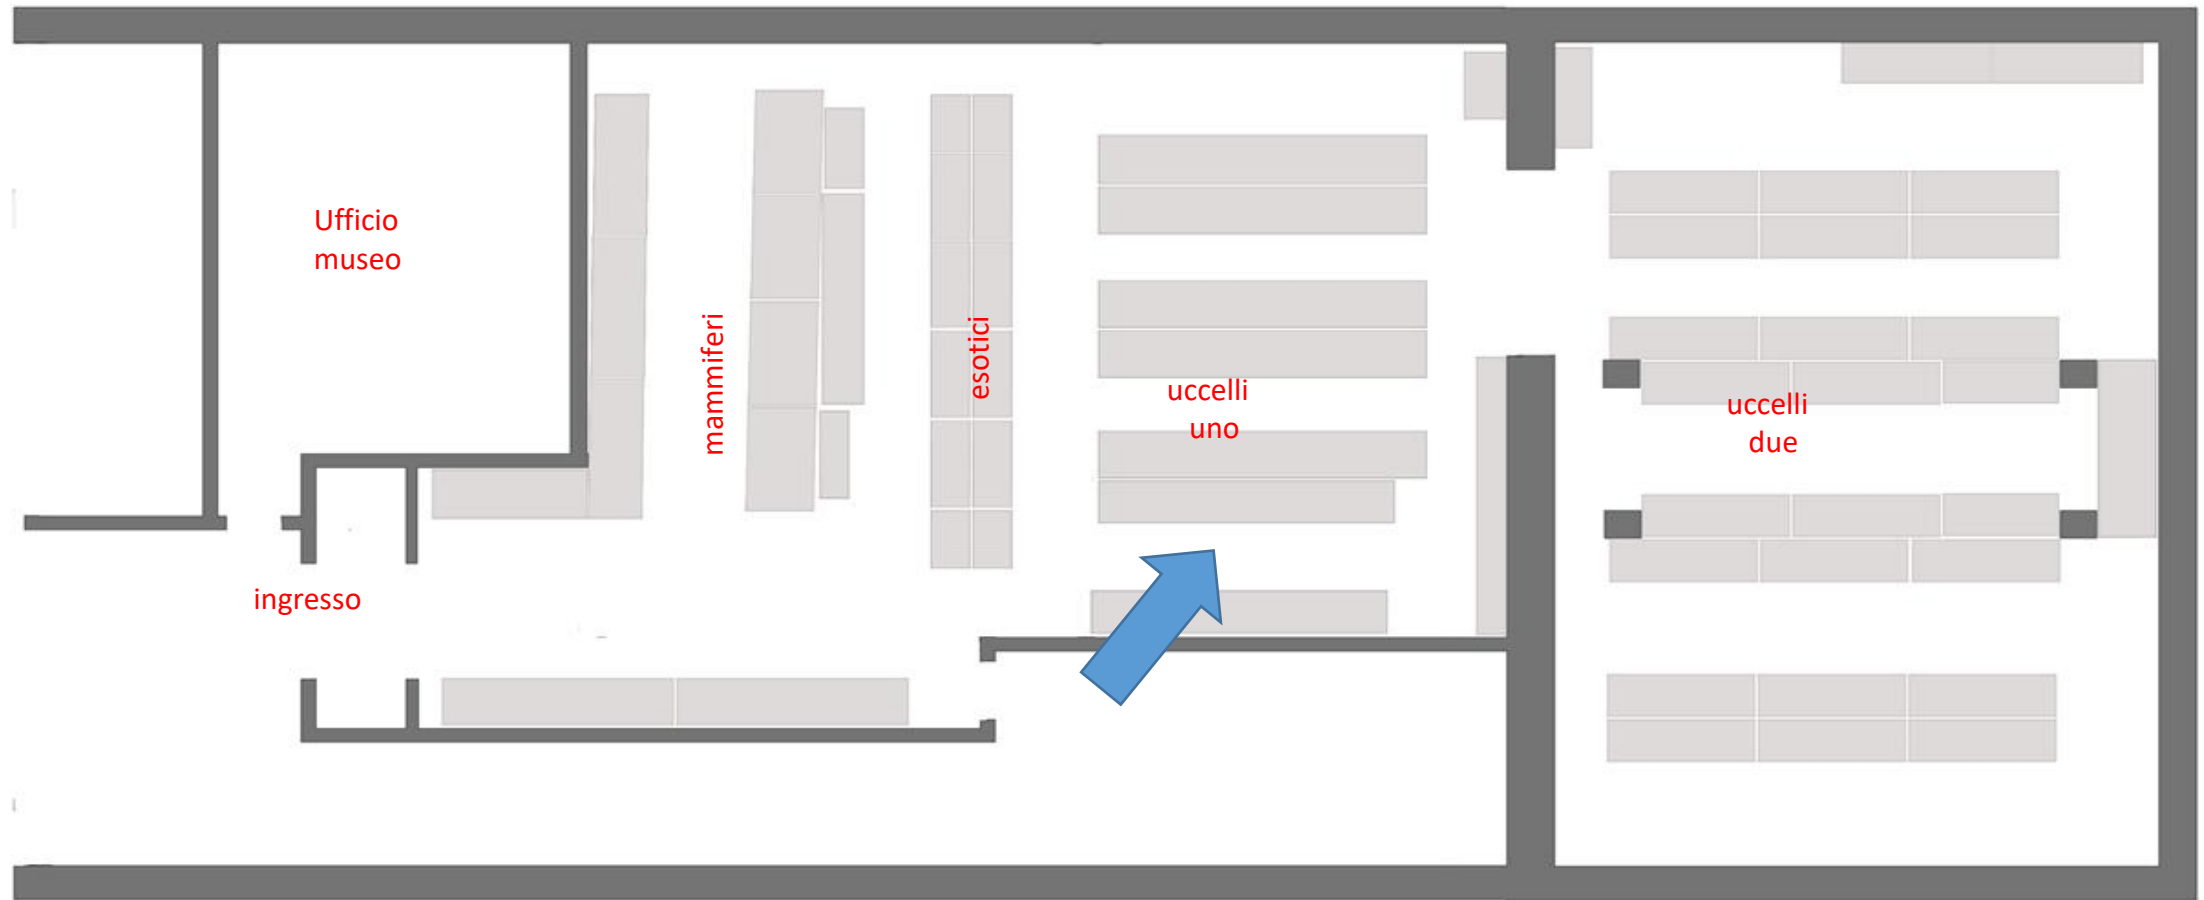 Ufficio
museo
mammiferi
esotici
uccelli
uno
uccelli
due
ingresso